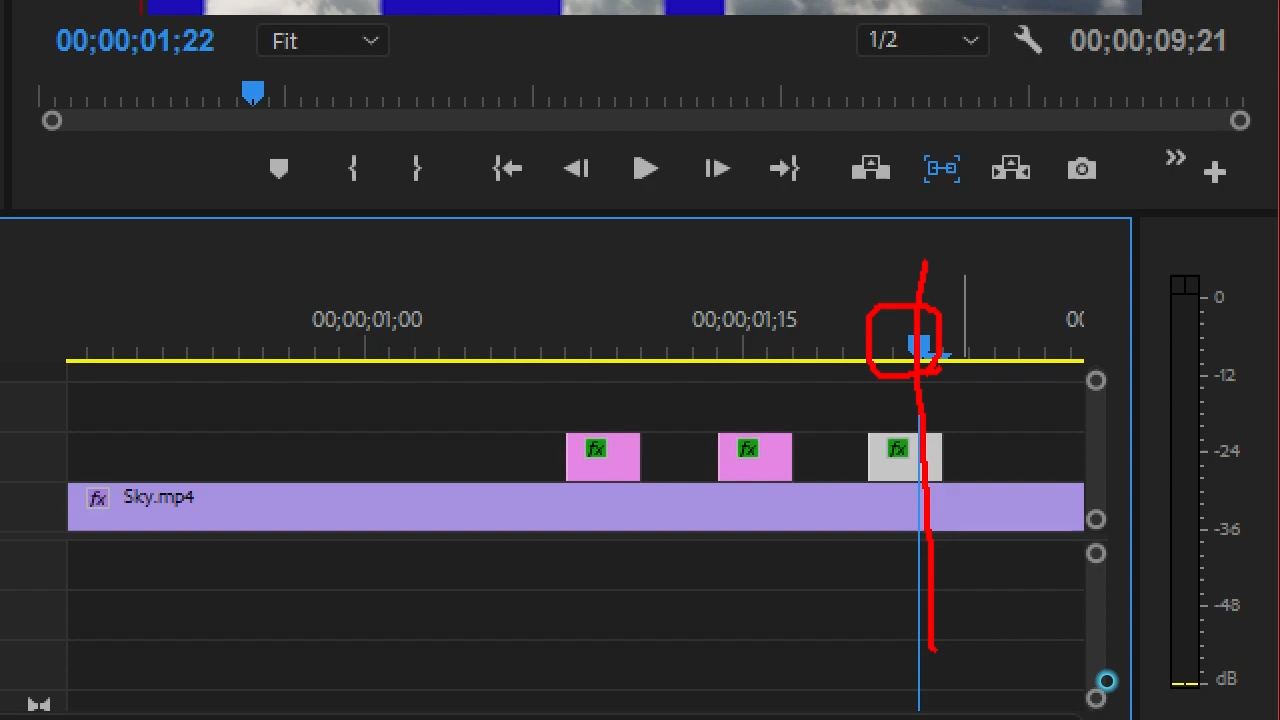 00;00;01;22 Fit 1/2 00;00;09;21
00;00;01;00 00;00;01;15 00
fx fx fx
fx Sky.mp4
0
-12
-24
-36
-48
dB